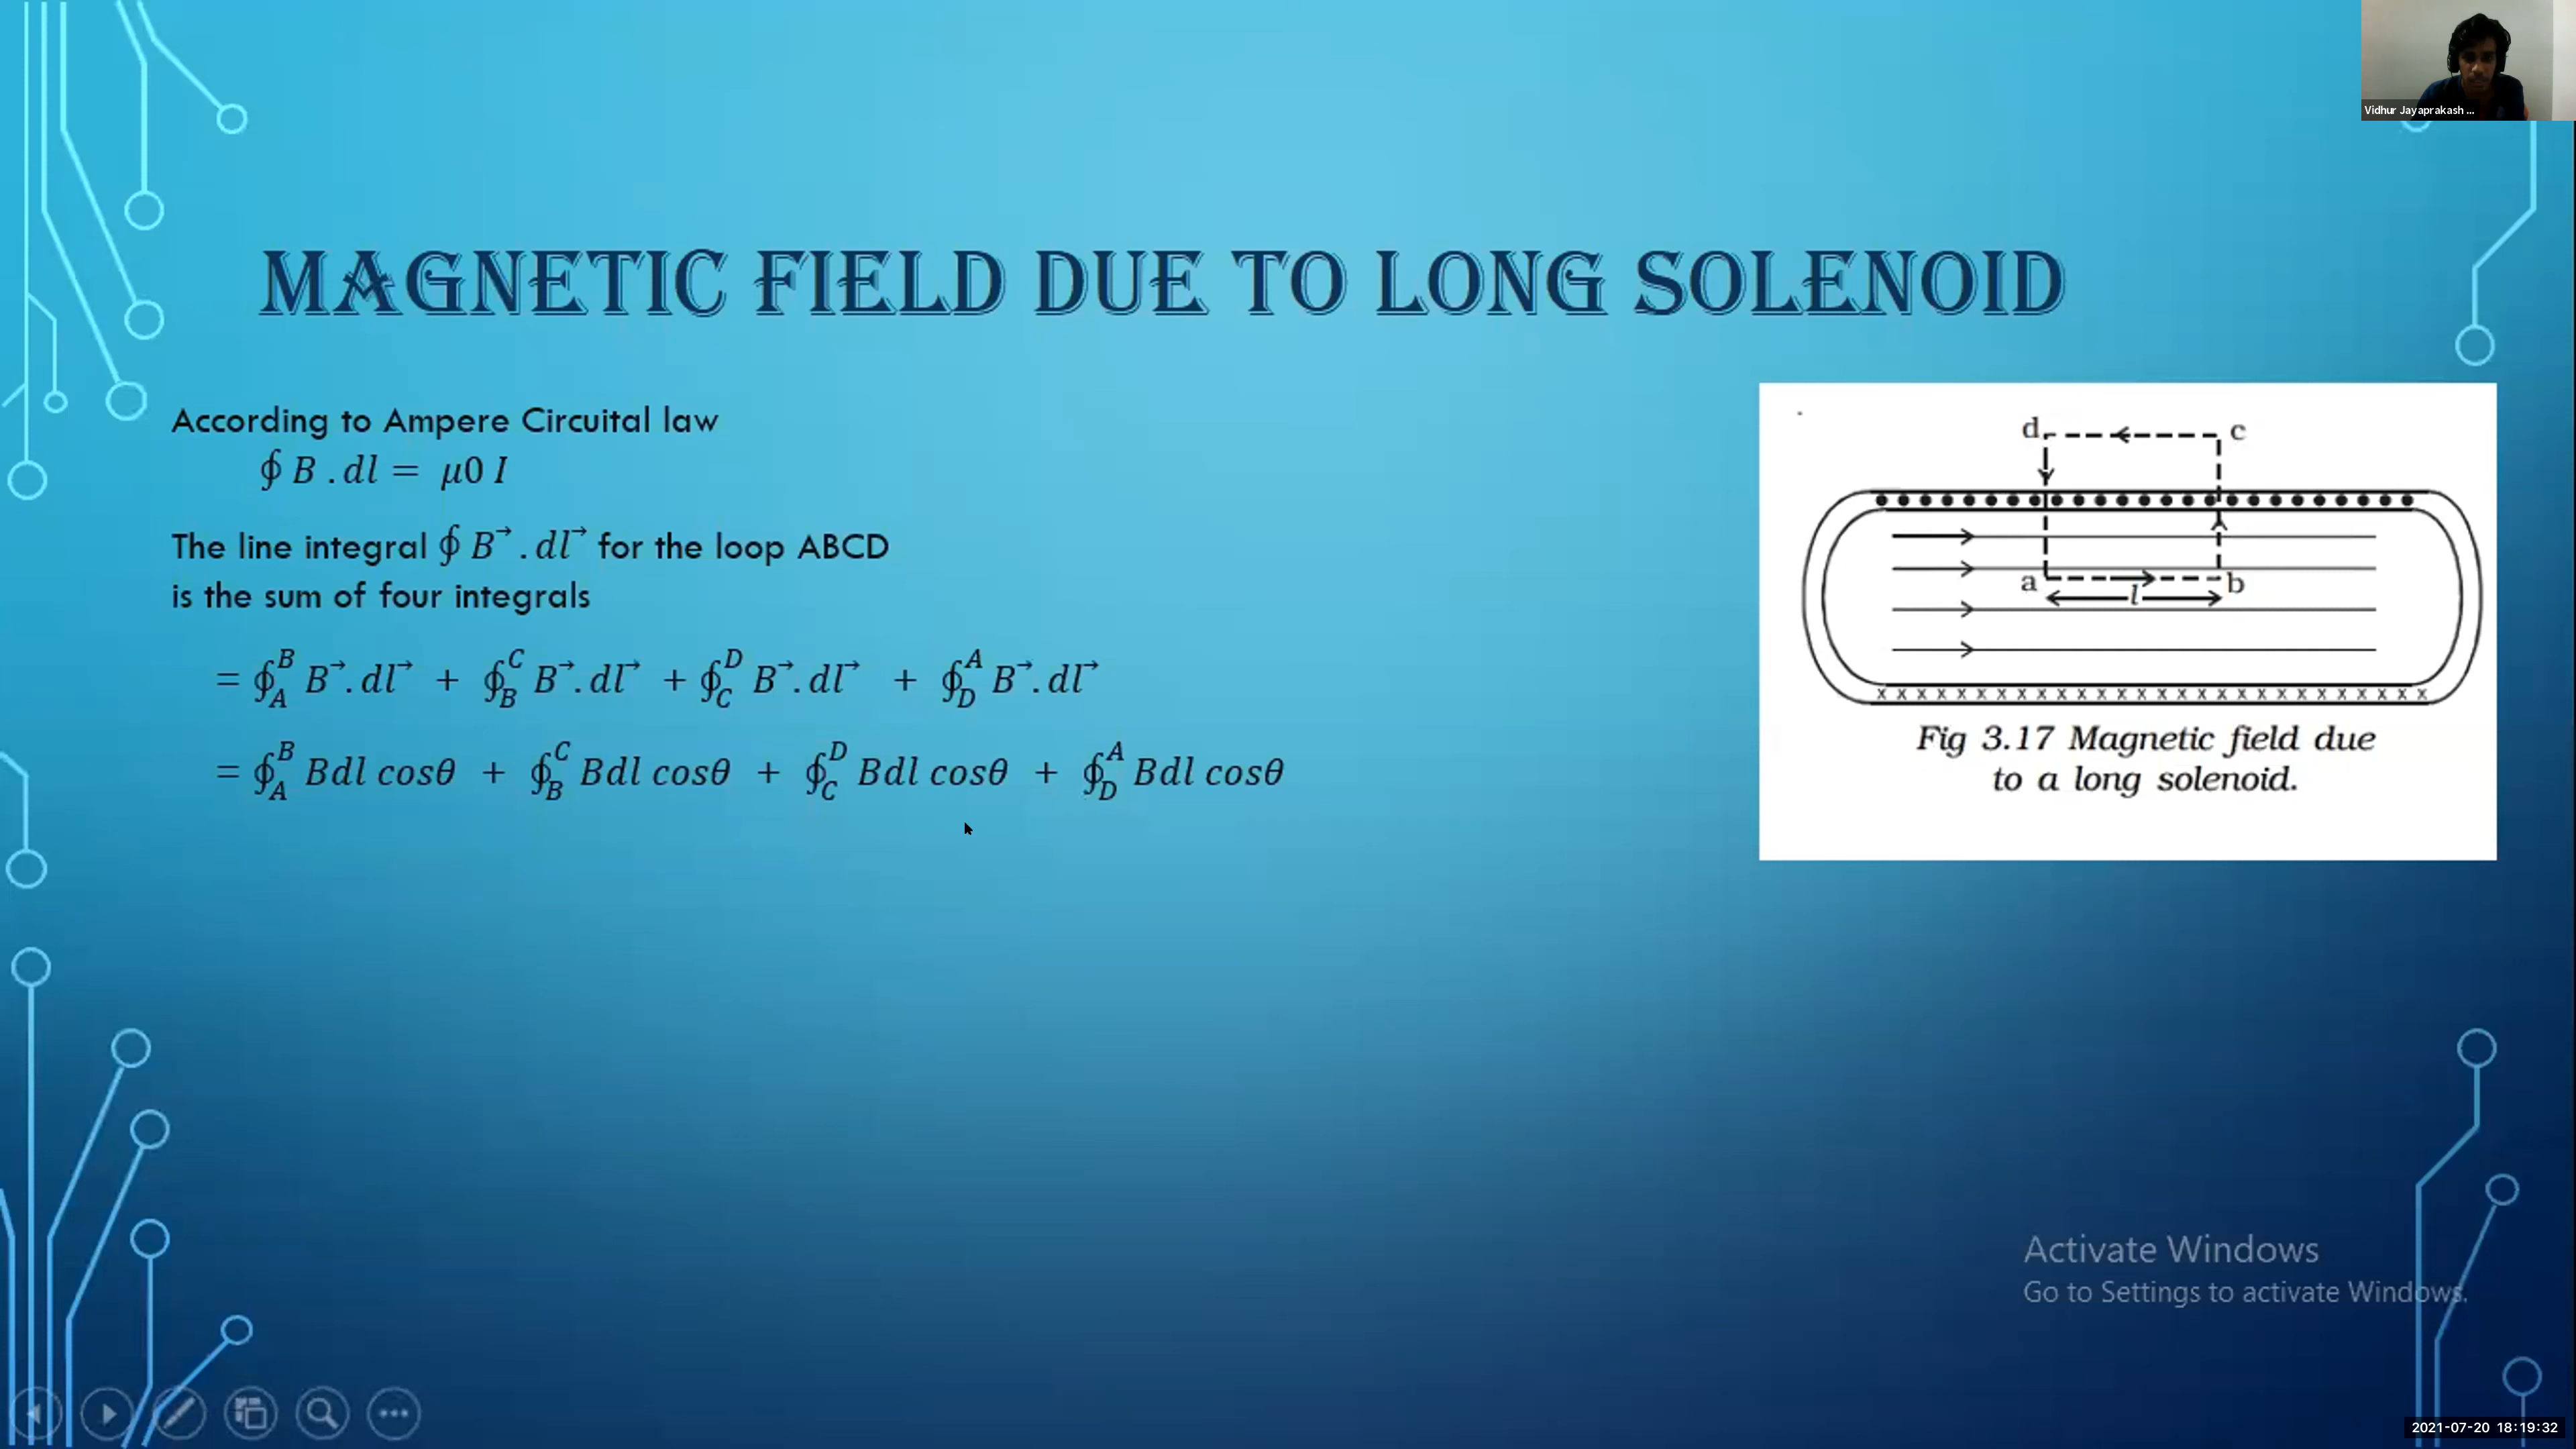 Vidhur Jayaprakash ...
MAGNETIC FIELD DUE TO LONG SOLENOID
According to Ampere Circuital law
∮ B . dl = μ0 I
The line integral ∮ B⃗ . dl⃗ for the loop ABCD
is the sum of four integrals
= ∮_A^B B⃗ . dl⃗ + ∮_B^C B⃗ . dl⃗ + ∮_C^D B⃗ . dl⃗ + ∮_D^A B⃗ . dl⃗
= ∮_A^B Bdl cosθ + ∮_B^C Bdl cosθ + ∮_C^D Bdl cosθ + ∮_D^A Bdl cosθ
d c
a b
l
Fig 3.17 Magnetic field due
to a long solenoid.
Activate Windows
Go to Settings to activate Windows.
2021-07-20 18:19:32